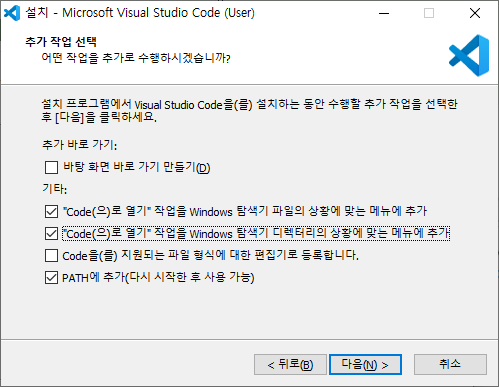 설치 - Microsoft Visual Studio Code (User)
추가 작업 선택
어떤 작업을 추가로 수행하시겠습니까?
설치 프로그램에서 Visual Studio Code을(를) 설치하는 동안 수행할 추가 작업을 선택한
후 [다음]을 클릭하세요.
추가 바로 가기:
바탕 화면 바로 가기 만들기(D)
기타:
"Code(으)로 열기" 작업을 Windows 탐색기 파일의 상황에 맞는 메뉴에 추가
"Code(으)로 열기" 작업을 Windows 탐색기 디렉터리의 상황에 맞는 메뉴에 추가
Code을(를) 지원되는 파일 형식에 대한 편집기로 등록합니다.
PATH에 추가(다시 시작한 후 사용 가능)
< 뒤로(B) 다음(N) > 취소